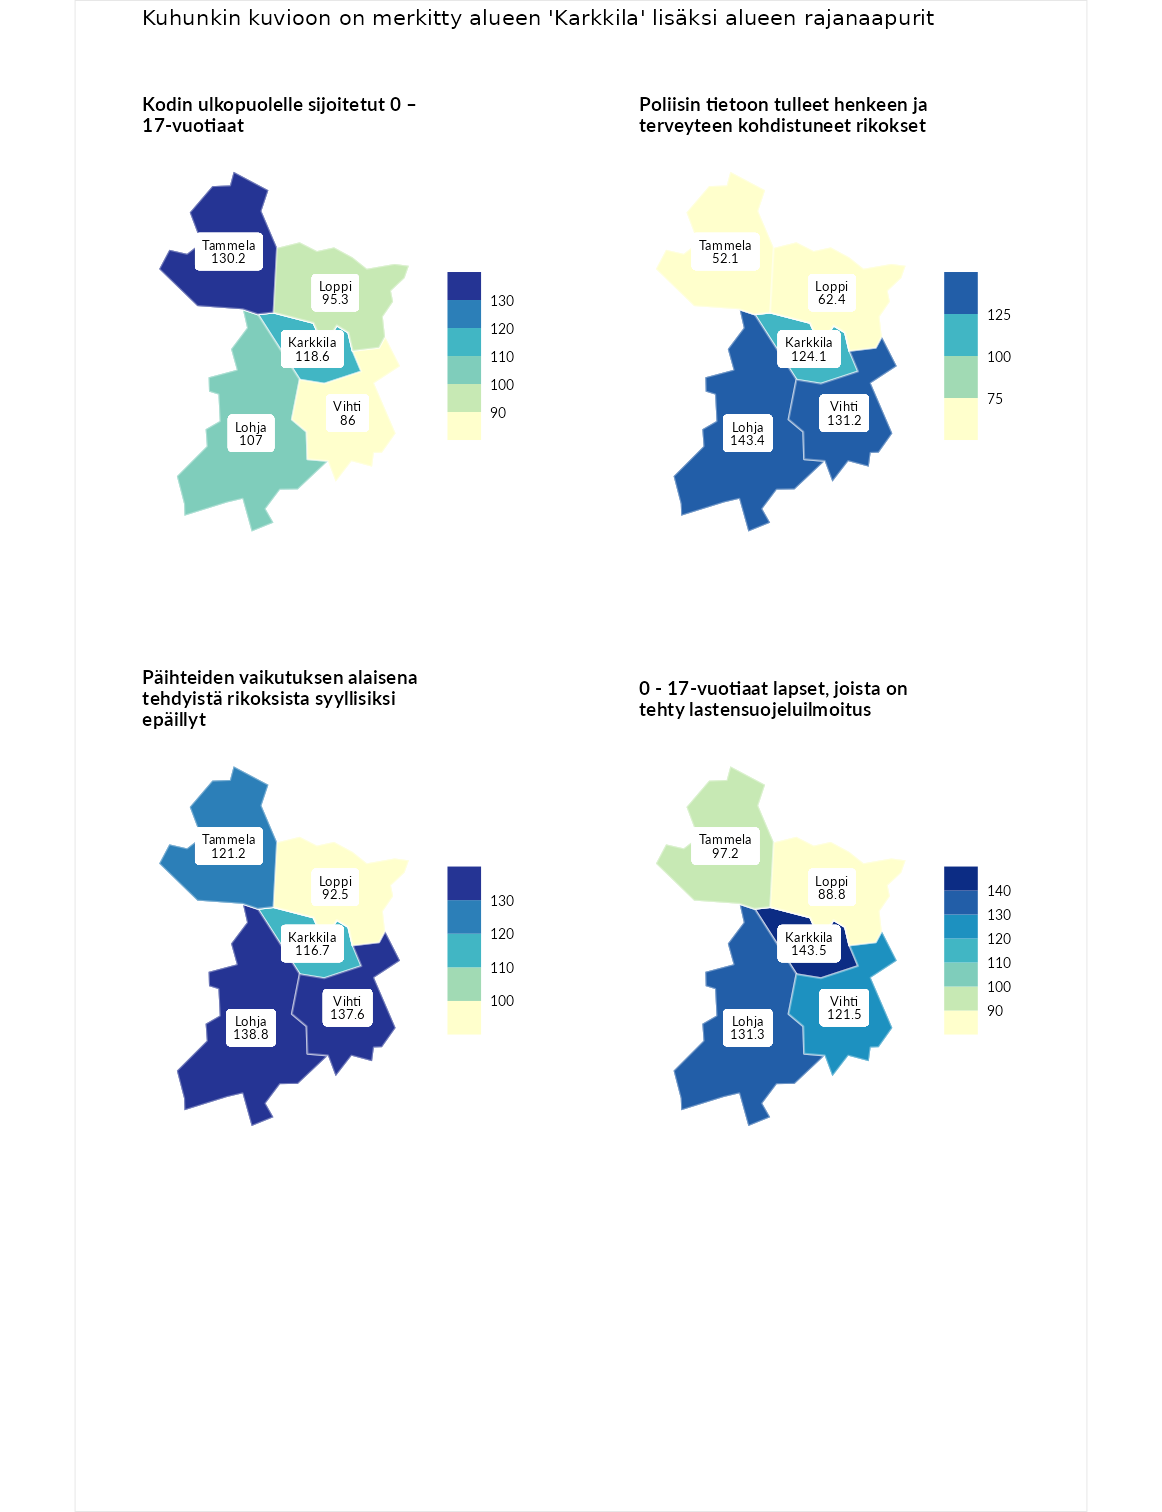 Kuhunkin kuvioon on merkitty alueen 'Karkkila' lisäksi alueen rajanaapurit
Kodin ulkopuolelle sijoitetut 0 –
17-vuotiaat
Tammela
130.2
Loppi
95.3
Karkkila
118.6
Vihti
86
Lohja
107
130
120
110
100
90
Poliisin tietoon tulleet henkeen ja
terveyteen kohdistuneet rikokset
Tammela
52.1
Loppi
62.4
Karkkila
124.1
Vihti
131.2
Lohja
143.4
125
100
75
Päihteiden vaikutuksen alaisena
tehdyistä rikoksista syyllisiksi
epäillyt
Tammela
121.2
Loppi
92.5
Karkkila
116.7
Vihti
137.6
Lohja
138.8
130
120
110
100
0 - 17-vuotiaat lapset, joista on
tehty lastensuojeluilmoitus
Tammela
97.2
Loppi
88.8
Karkkila
143.5
Vihti
121.5
Lohja
131.3
140
130
120
110
100
90